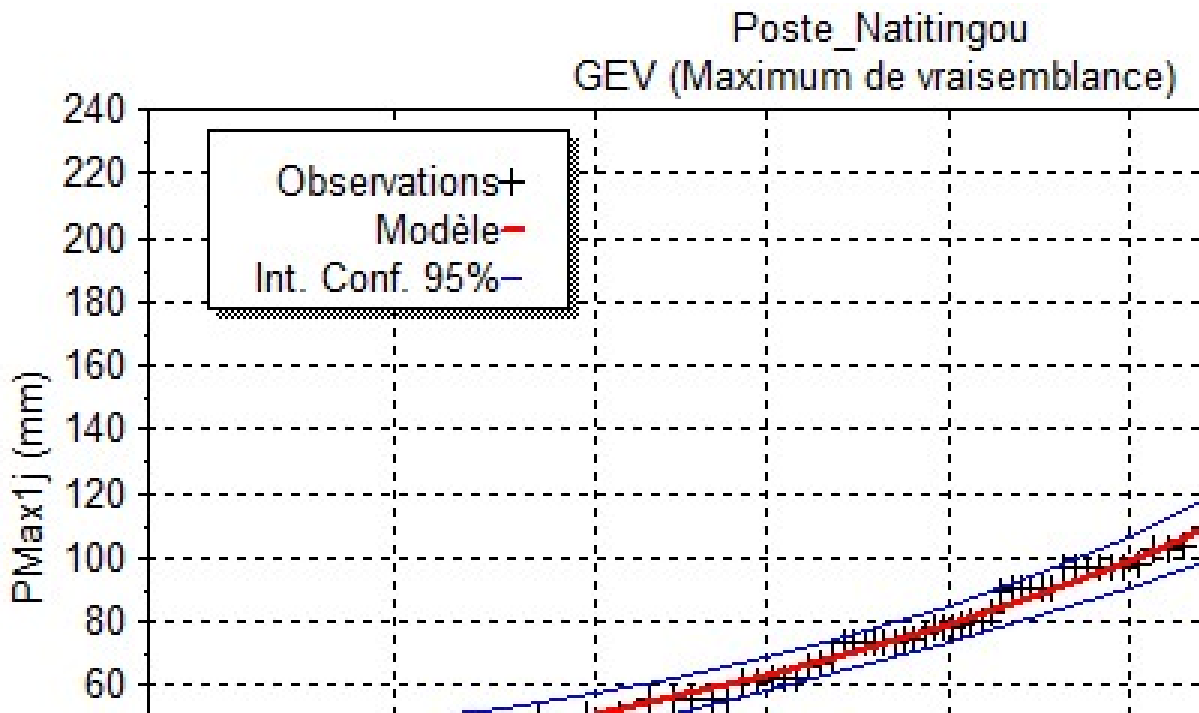 Poste_Natitingou
GEV (Maximum de vraisemblance)
240
220
200
180
160
140
120
100
80
60
PMax1j (mm)
Observations
Modèle
Int. Conf. 95%